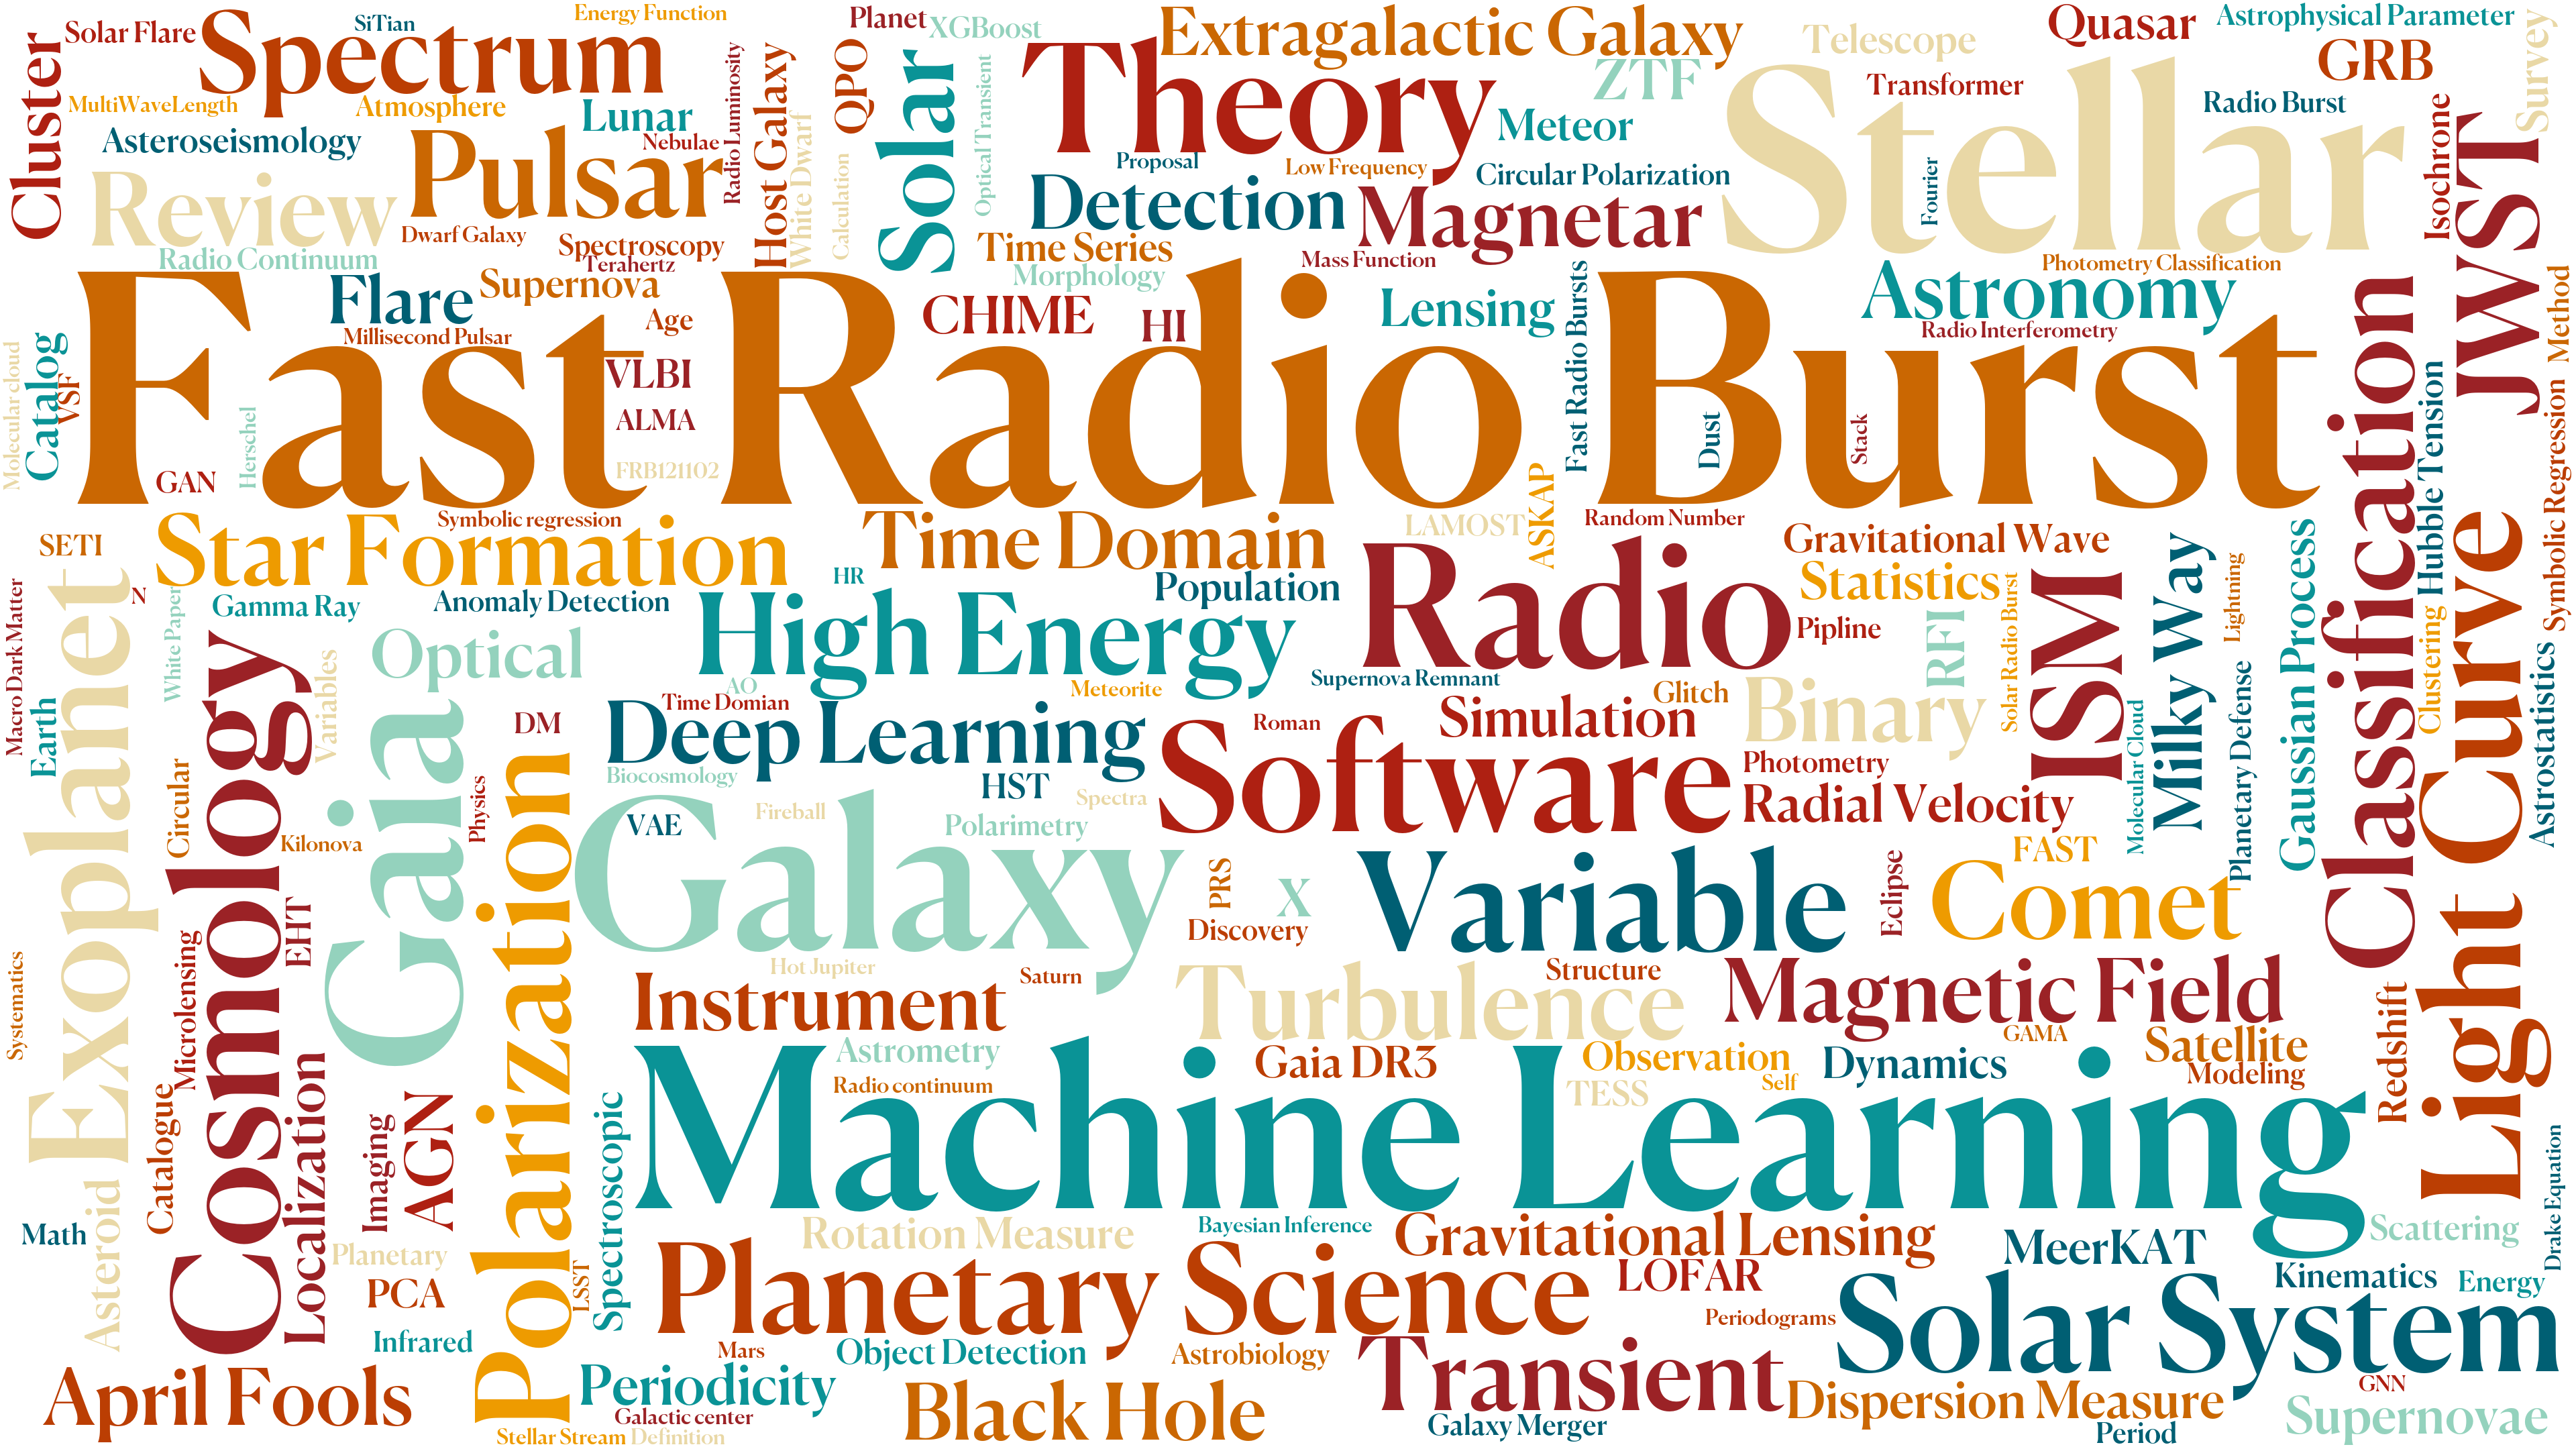 Cluster
Solar Flare
Spectrum
SiTian
Energy Function
Planet
XGBoost
Theory
Extragalactic Galaxy
Telescope
Quasar
Astrophysical Parameter
GRB
Survey
MultiWaveLength
Atmosphere
Lunar
Nebulae
Radio Luminosity
Host Galaxy
White Dwarf
QPO
Calculation
Solar
Optical Transient
ZTF
Transformer
Radio Burst
Stellar
Fourier
Isochrone
JWST
Asteroseismology
Pulsar
Meteor
Proposal
Low Frequency
Circular Polarization
Review
Dwarf Galaxy
Spectroscopy
Detection
Magnetar
Radio Continuum
Terahertz
Time Series
Morphology
Mass Function
Photometry Classification
Flare
Supernova
Millisecond Pulsar
Age
CHIME
HI
Lensing
Fast Radio Bursts
Astronomy
Radio Interferometry
Method
Molecular cloud
Catalog
VSF
Fast Radio Burst
VLBI
ALMA
FRB121102
GAN
Herschel
Dust
Stack
Classification
Hubble Tension
Symbolic Regression
Symbolic regression
Star Formation
SETI
N
Time Domain
LAMOST
ASKAP
Random Number
Gravitational Wave
Macro Dark Matter
Exoplanet
White Paper
Gamma Ray
Anomaly Detection
HR
High Energy
Population
Radio
Statistics
Solar Radio Burst
RFI
Pipline
ISM
Milky Way
Lightning
Gaussian Process
Clustering
Light Curve
Earth
Cosmology
Variables
Optical
Gaia
AO
Time Domian
Meteorite
Supernova Remnant
Glitch
Binary
Planetary Defense
Astrostatistics
DM
Deep Learning
Roman
Simulation
Software
Photometry
Radial Velocity
Molecular Cloud
Circular
Kilonova
Physics
Polarization
Biocosmology
HST
Spectra
VAE
Fireball
Polarimetry
Galaxy
PRS
X
Discovery
Variable
Eclipse
FAST
Comet
Systematics
Microlensing
EHT
Hot Jupiter
Saturn
Instrument
Turbulence
Structure
Magnetic Field
GAMA
Satellite
Modeling
Redshift
Astrometry
Radio continuum
Gaia DR3
Observation
Self
TESS
Dynamics
Machine Learning
Catalogue
Localization
Imaging
AGN
Spectroscopic
Math
Asteroid
Planetary
PCA
Infrared
LSST
Rotation Measure
Bayesian Inference
Gravitational Lensing
MeerKAT
Scattering
Drake Equation
Planetary Science
LOFAR
Kinematics
Energy
Periodograms
Solar System
Mars
Object Detection
Astrobiology
April Fools
Periodicity
Transient
Black Hole
Dispersion Measure
GNN
Supernovae
Galactic center
Stellar Stream
Definition
Galaxy Merger
Period